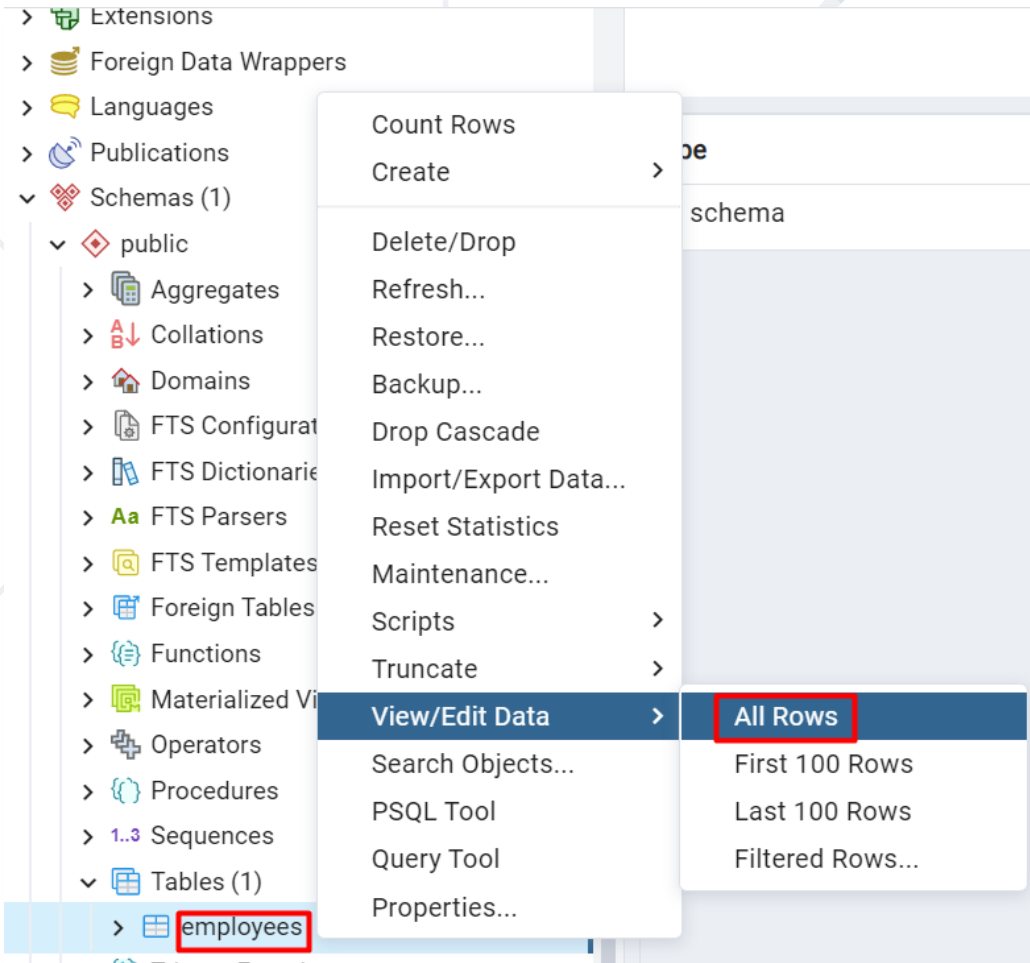 Extensions
Foreign Data Wrappers
Languages
Publications
Schemas (1)
public
Aggregates
Collations
Domains
FTS Configurat
FTS Dictionarie
Aa FTS Parsers
FTS Templates
Foreign Tables
Functions
Materialized Vi
Operators
Procedures
1..3 Sequences
Tables (1)
employees
Count Rows
Create
Delete/Drop
Refresh...
Restore...
Backup...
Drop Cascade
Import/Export Data...
Reset Statistics
Maintenance...
Scripts
Truncate
View/Edit Data
Search Objects...
PSQL Tool
Query Tool
Properties...
All Rows
First 100 Rows
Last 100 Rows
Filtered Rows...
pe
schema